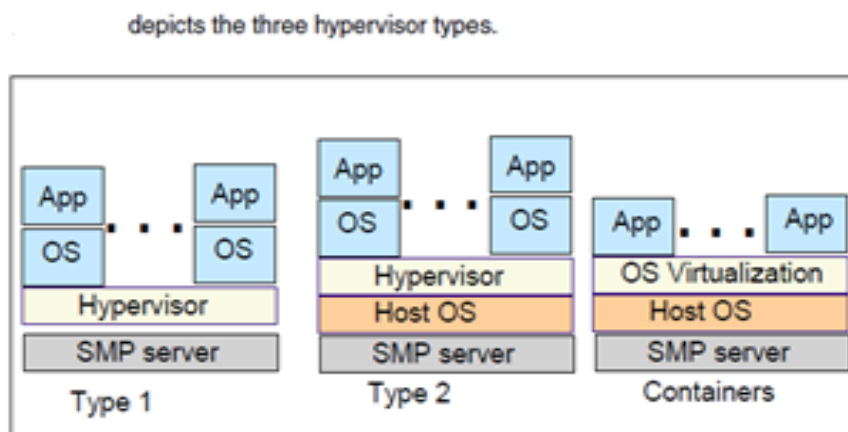 depicts the three hypervisor types.
App App App App
App App OS OS
OS OS Hypervisor OS Virtualization
Hypervisor Host OS Host OS
SMP server SMP server SMP server
Type 1 Type 2 Containers